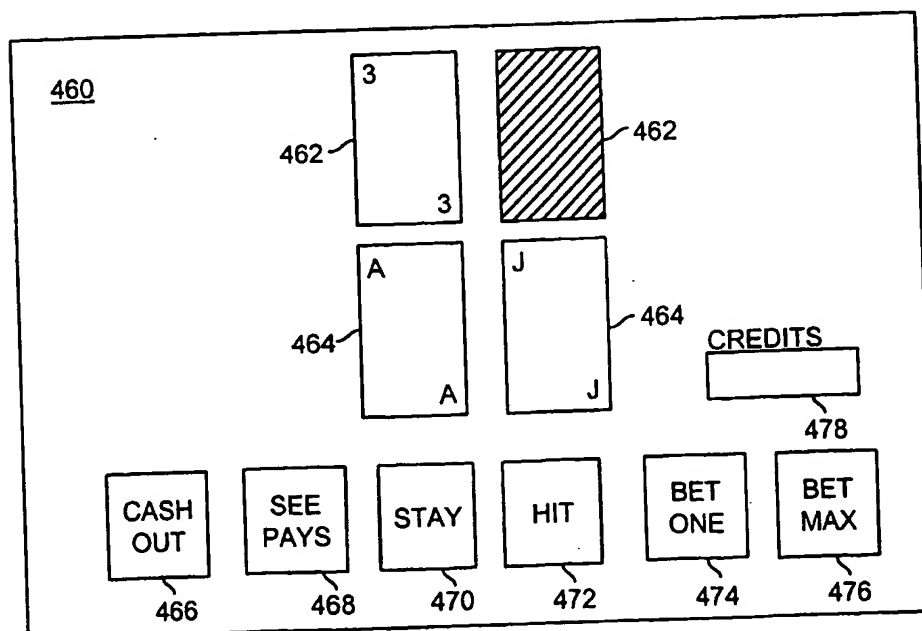 460
3
3
462
462
A
A
J
J
464
464
CREDITS
478
CASH
OUT
SEE
PAYS
STAY
HIT
BET
ONE
BET
MAX
466
468
470
472
474
476